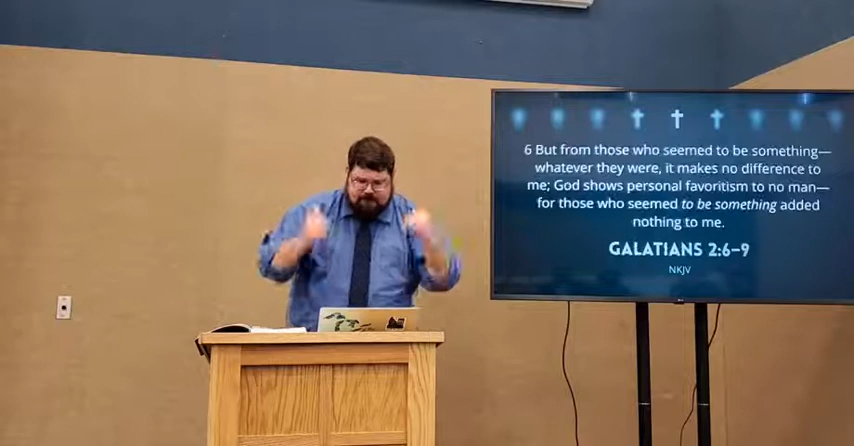 6 But from those who seemed to be something—
whatever they were, it makes no difference to
me; God shows personal favoritism to no man—
for those who seemed to be something added
nothing to me.
GALATIANS 2:6–9
NKJV